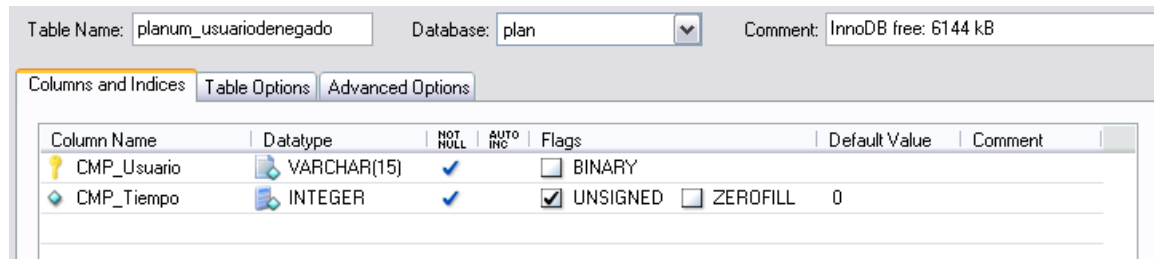 Table Name: planum_usuariodenegado Database: plan Comment: InnoDB free: 6144 kB
Columns and Indices Table Options Advanced Options
Column Name Datatype NOT NULL AUTO INC Flags Default Value Comment
CMP_Usuario VARCHAR(15) BINARY
CMP_Tiempo INTEGER UNSIGNED ZEROFILL 0